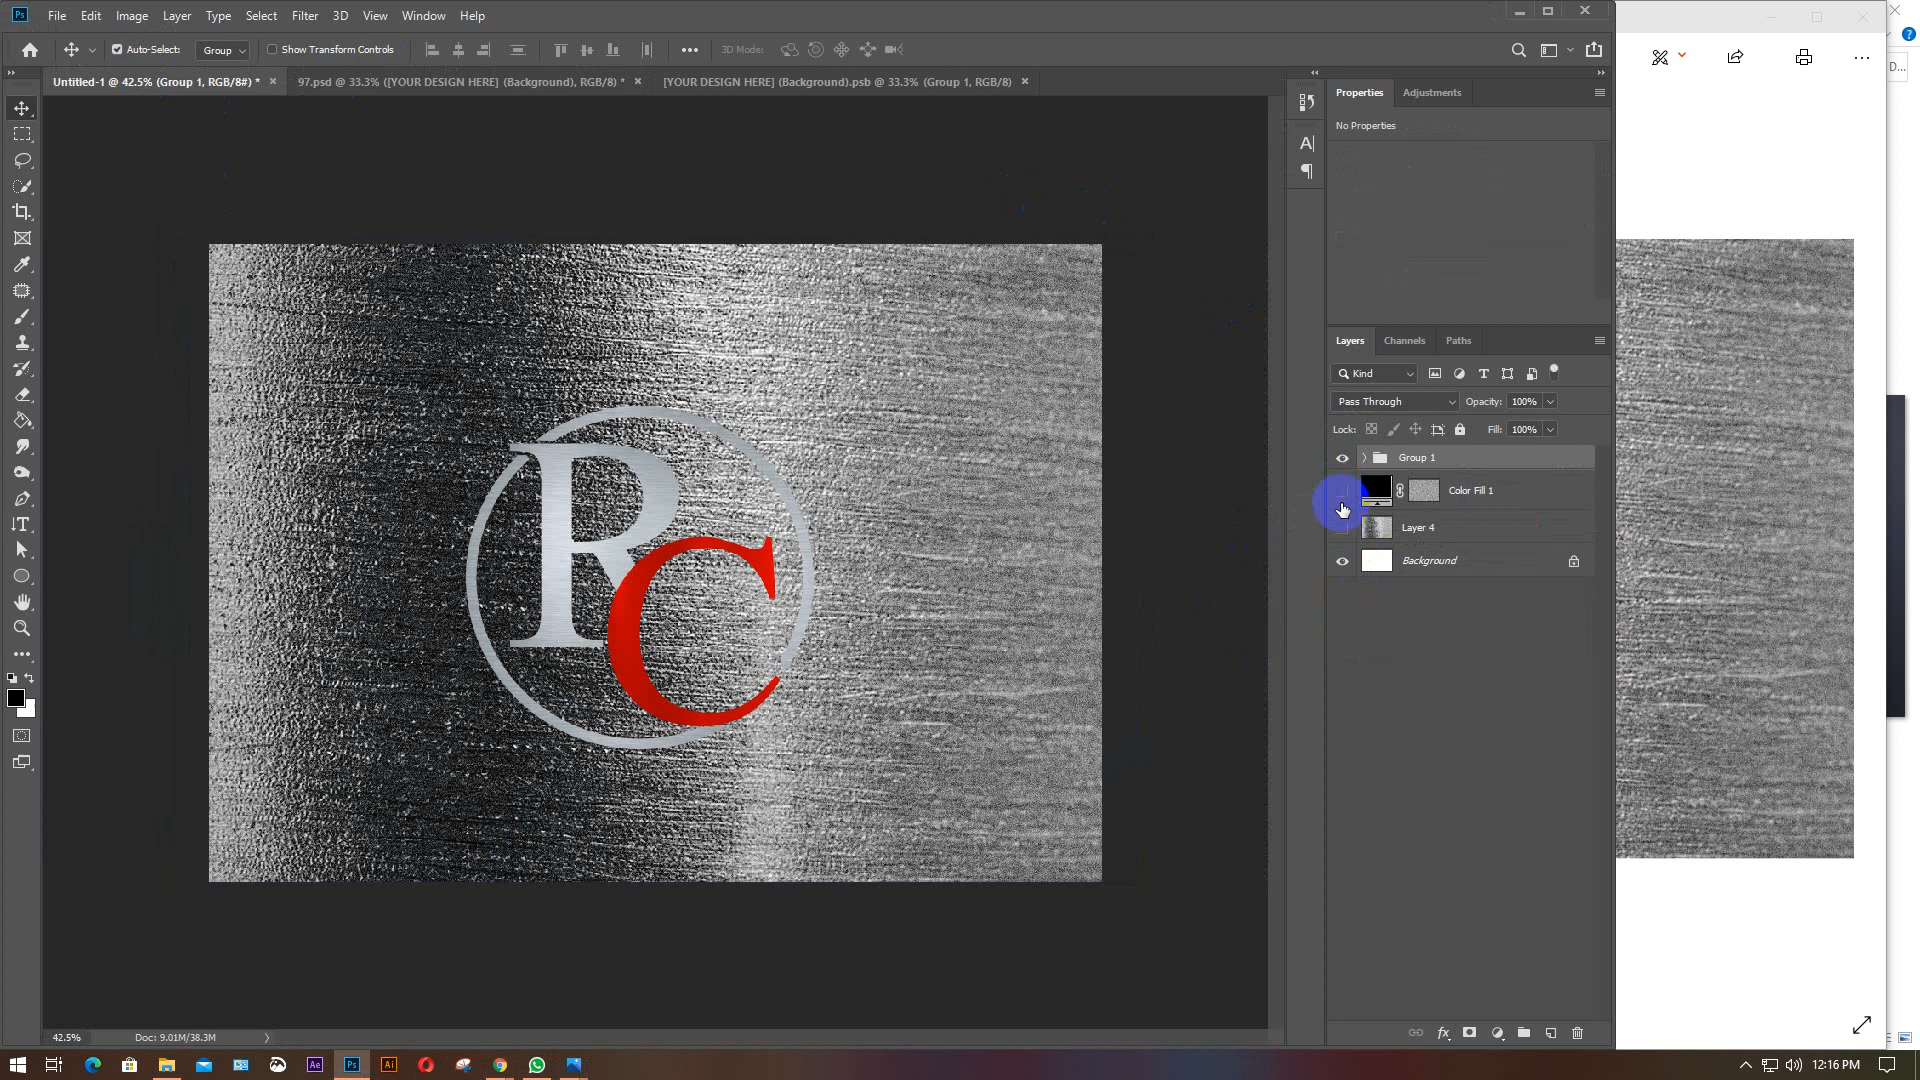 Ps File Edit Image Layer Type Select Filter 3D View Window Help
Auto-Select: Group Show Transform Controls 3D Mode:
Untitled-1 @ 42.5% (Group 1, RGB/8#) * × 97.psd @ 33.3% ([YOUR DESIGN HERE] (Background), RGB/8) * × [YOUR DESIGN HERE] (Background).psb @ 33.3% (Group 1, RGB/8) ×
D...
Properties Adjustments
No Properties
Layers Channels Paths
Kind
Pass Through Opacity: 100%
Lock: Fill: 100%
Group 1
Color Fill 1
Layer 4
Background
R
C
42.5% Doc: 9.01M/38.3M
Ae Ps Ai 12:16 PM